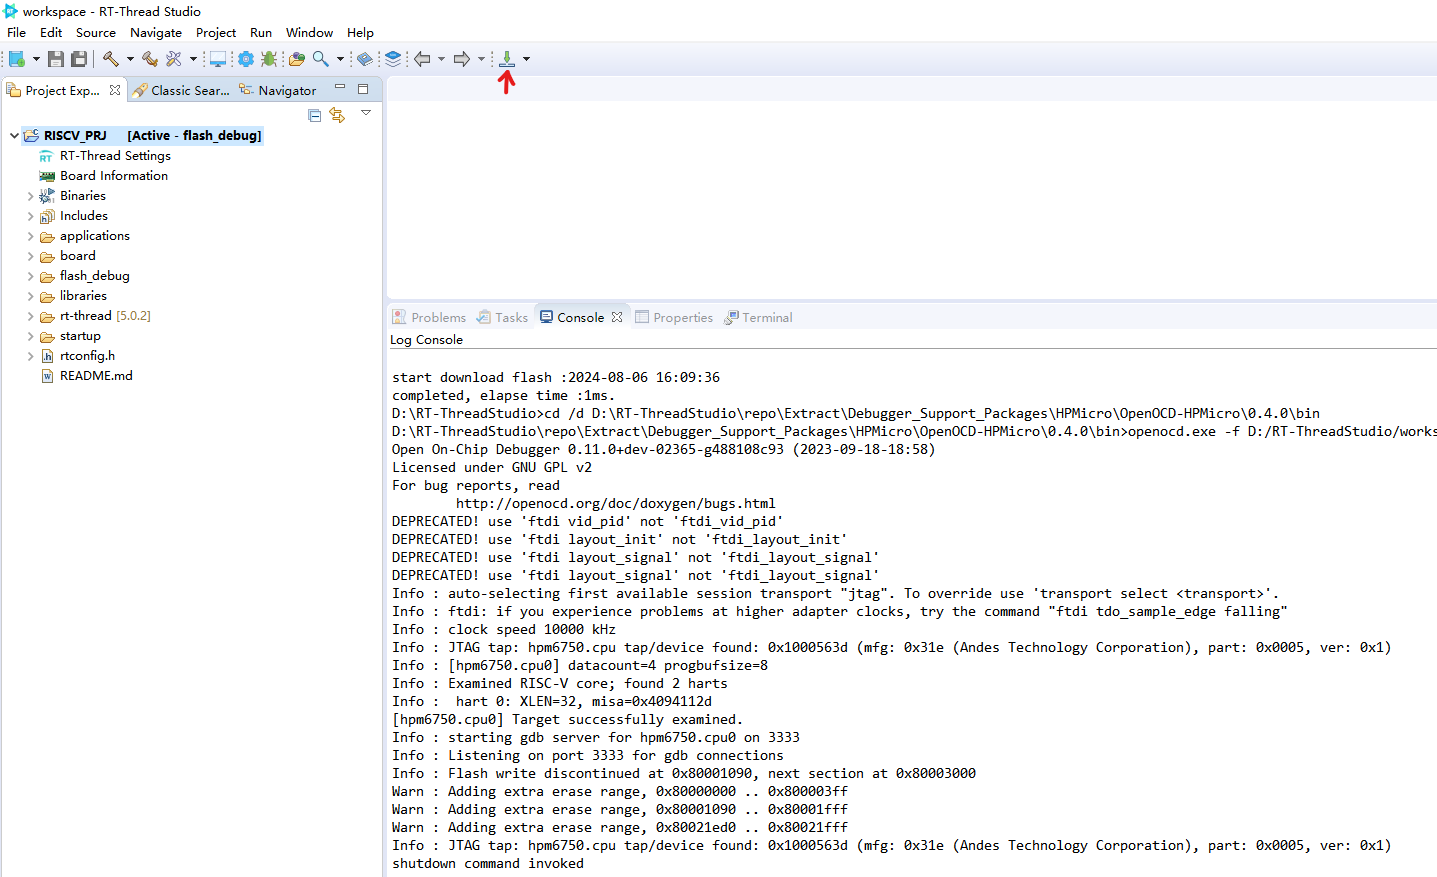 workspace - RT-Thread Studio
File Edit Source Navigate Project Run Window Help
Project Exp... Classic Sear... Navigator
RISCV_PRJ [Active - flash_debug]
RT-Thread Settings
Board Information
Binaries
Includes
applications
board
flash_debug
libraries
rt-thread [5.0.2]
startup
rtconfig.h
README.md
Problems Tasks Console Properties Terminal
Log Console
start download flash :2024-08-06 16:09:36
completed, elapse time :1ms.
D:\RT-ThreadStudio>cd /d D:\RT-ThreadStudio\repo\Extract\Debugger_Support_Packages\HPMicro\OpenOCD-HPMicro\0.4.0\bin
D:\RT-ThreadStudio\repo\Extract\Debugger_Support_Packages\HPMicro\OpenOCD-HPMicro\0.4.0\bin>openocd.exe -f D:/RT-ThreadStudio/works
Open On-Chip Debugger 0.11.0+dev-02365-g488108c93 (2023-09-18-18:58)
Licensed under GNU GPL v2
For bug reports, read
http://openocd.org/doc/doxygen/bugs.html
DEPRECATED! use 'ftdi vid_pid' not 'ftdi_vid_pid'
DEPRECATED! use 'ftdi layout_init' not 'ftdi_layout_init'
DEPRECATED! use 'ftdi layout_signal' not 'ftdi_layout_signal'
DEPRECATED! use 'ftdi layout_signal' not 'ftdi_layout_signal'
Info : auto-selecting first available session transport "jtag". To override use 'transport select <transport>'.
Info : ftdi: if you experience problems at higher adapter clocks, try the command "ftdi tdo_sample_edge falling"
Info : clock speed 10000 kHz
Info : JTAG tap: hpm6750.cpu tap/device found: 0x1000563d (mfg: 0x31e (Andes Technology Corporation), part: 0x0005, ver: 0x1)
Info : [hpm6750.cpu0] datacount=4 progbufsize=8
Info : Examined RISC-V core; found 2 harts
Info :  hart 0: XLEN=32, misa=0x4094112d
[hpm6750.cpu0] Target successfully examined.
Info : starting gdb server for hpm6750.cpu0 on 3333
Info : Listening on port 3333 for gdb connections
Info : Flash write discontinued at 0x80001090, next section at 0x80003000
Warn : Adding extra erase range, 0x80000000 .. 0x800003ff
Warn : Adding extra erase range, 0x80001090 .. 0x80001fff
Warn : Adding extra erase range, 0x80021ed0 .. 0x80021fff
Info : JTAG tap: hpm6750.cpu tap/device found: 0x1000563d (mfg: 0x31e (Andes Technology Corporation), part: 0x0005, ver: 0x1)
shutdown command invoked